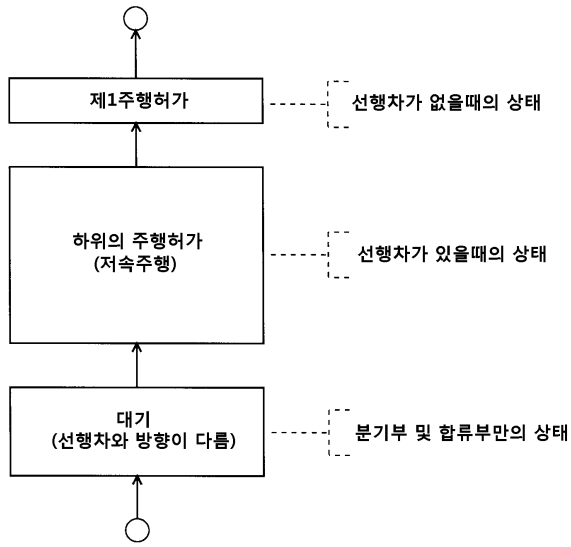 제1주행허가
선행차가 없을때의 상태
하위의 주행허가
(저속주행)
선행차가 있을때의 상태
대기
(선행차와 방향이 다름)
분기부 및 합류부만의 상태